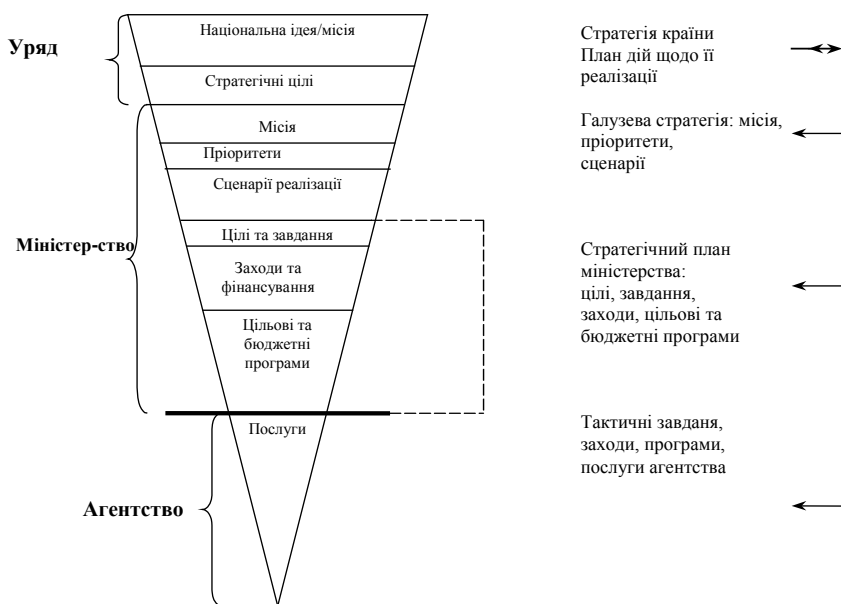 Уряд
Національна ідея/місія
Стратегічні цілі
Стратегія країни
План дій щодо її
реалізації
Міністер-ство
Місія
Пріоритети
Сценарії реалізації
Галузева стратегія: місія,
пріоритети,
сценарії
Цілі та завдання
Заходи та
фінансування
Цільові та
бюджетні
програми
Стратегічний план
міністерства:
цілі, завдання,
заходи, цільові та
бюджетні програми
Агентство
Послуги
Тактичні завданя,
заходи, програми,
послуги агентства